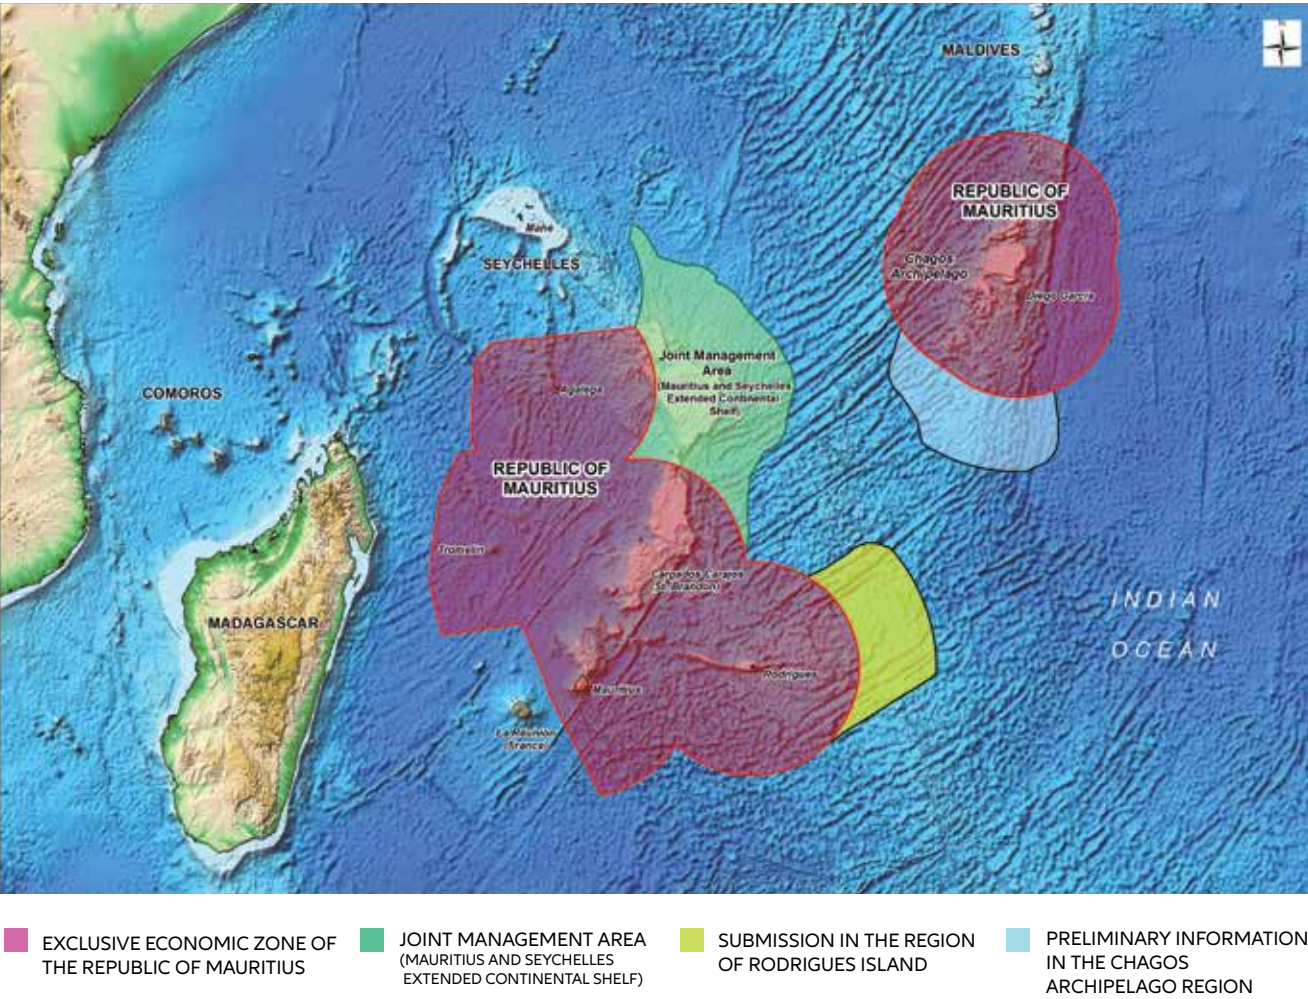 MALDIVES
REPUBLIC OF
MAURITIUS
Mahe
SEYCHELLES
Chagos
Archipelago
Diego Garcia
Joint Management
Area
(Mauritius and Seychelles
Extended Continental
Shelf)
Agalega
COMOROS
REPUBLIC OF
MAURITIUS
Tromelin
Cargados Carajos
(St. Brandon)
INDIAN
OCEAN
MADAGASCAR
Rodrigues
Mauritius
La Reunion
(France)
EXCLUSIVE ECONOMIC ZONE OF
THE REPUBLIC OF MAURITIUS
JOINT MANAGEMENT AREA
(MAURITIUS AND SEYCHELLES
EXTENDED CONTINENTAL SHELF)
SUBMISSION IN THE REGION
OF RODRIGUES ISLAND
PRELIMINARY INFORMATION
IN THE CHAGOS
ARCHIPELAGO REGION